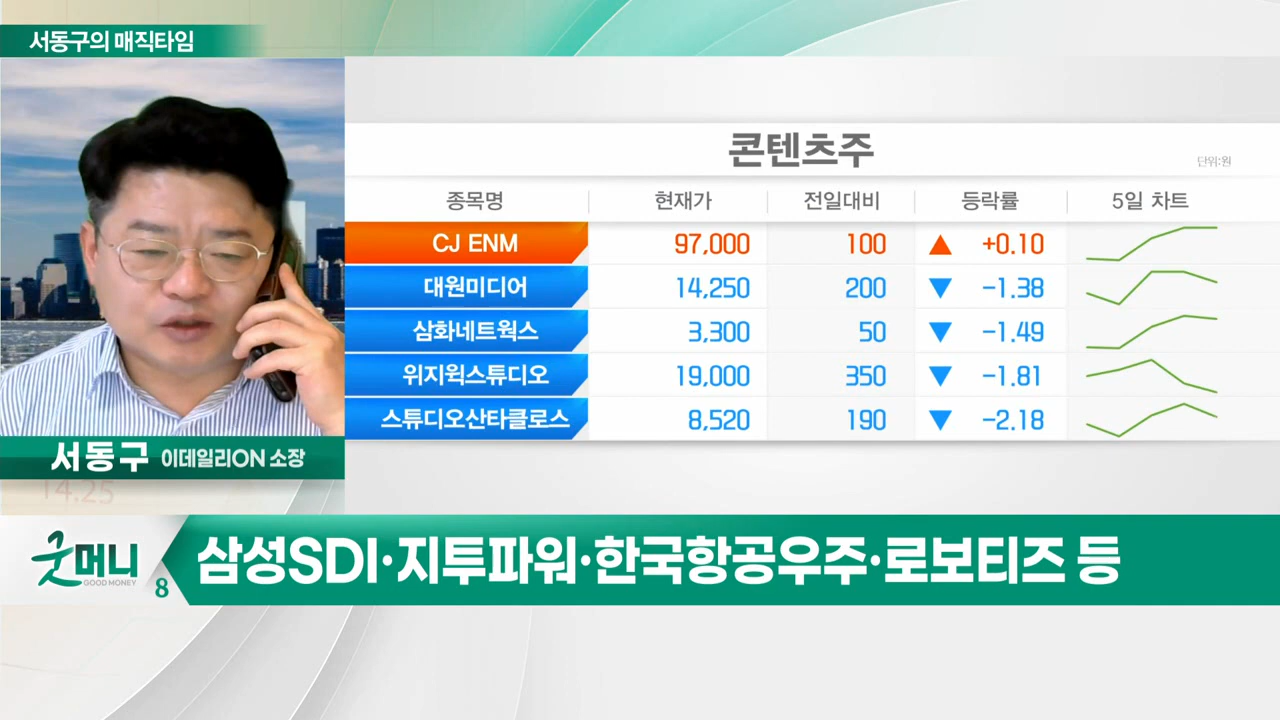 서동구의 매직타임
콘텐츠주
단위:원
종목명 현재가 전일대비 등락률 5일 차트
CJ ENM 97,000 100 ▲ +0.10
대원미디어 14,250 200 ▼ -1.38
삼화네트웍스 3,300 50 ▼ -1.49
위지윅스튜디오 19,000 350 ▼ -1.81
스튜디오산타클로스 8,520 190 ▼ -2.18
서동구 이데일리ON 소장
14.25
굿머니
GOOD MONEY
8
삼성SDI·지투파워·한국항공우주·로보티즈 등